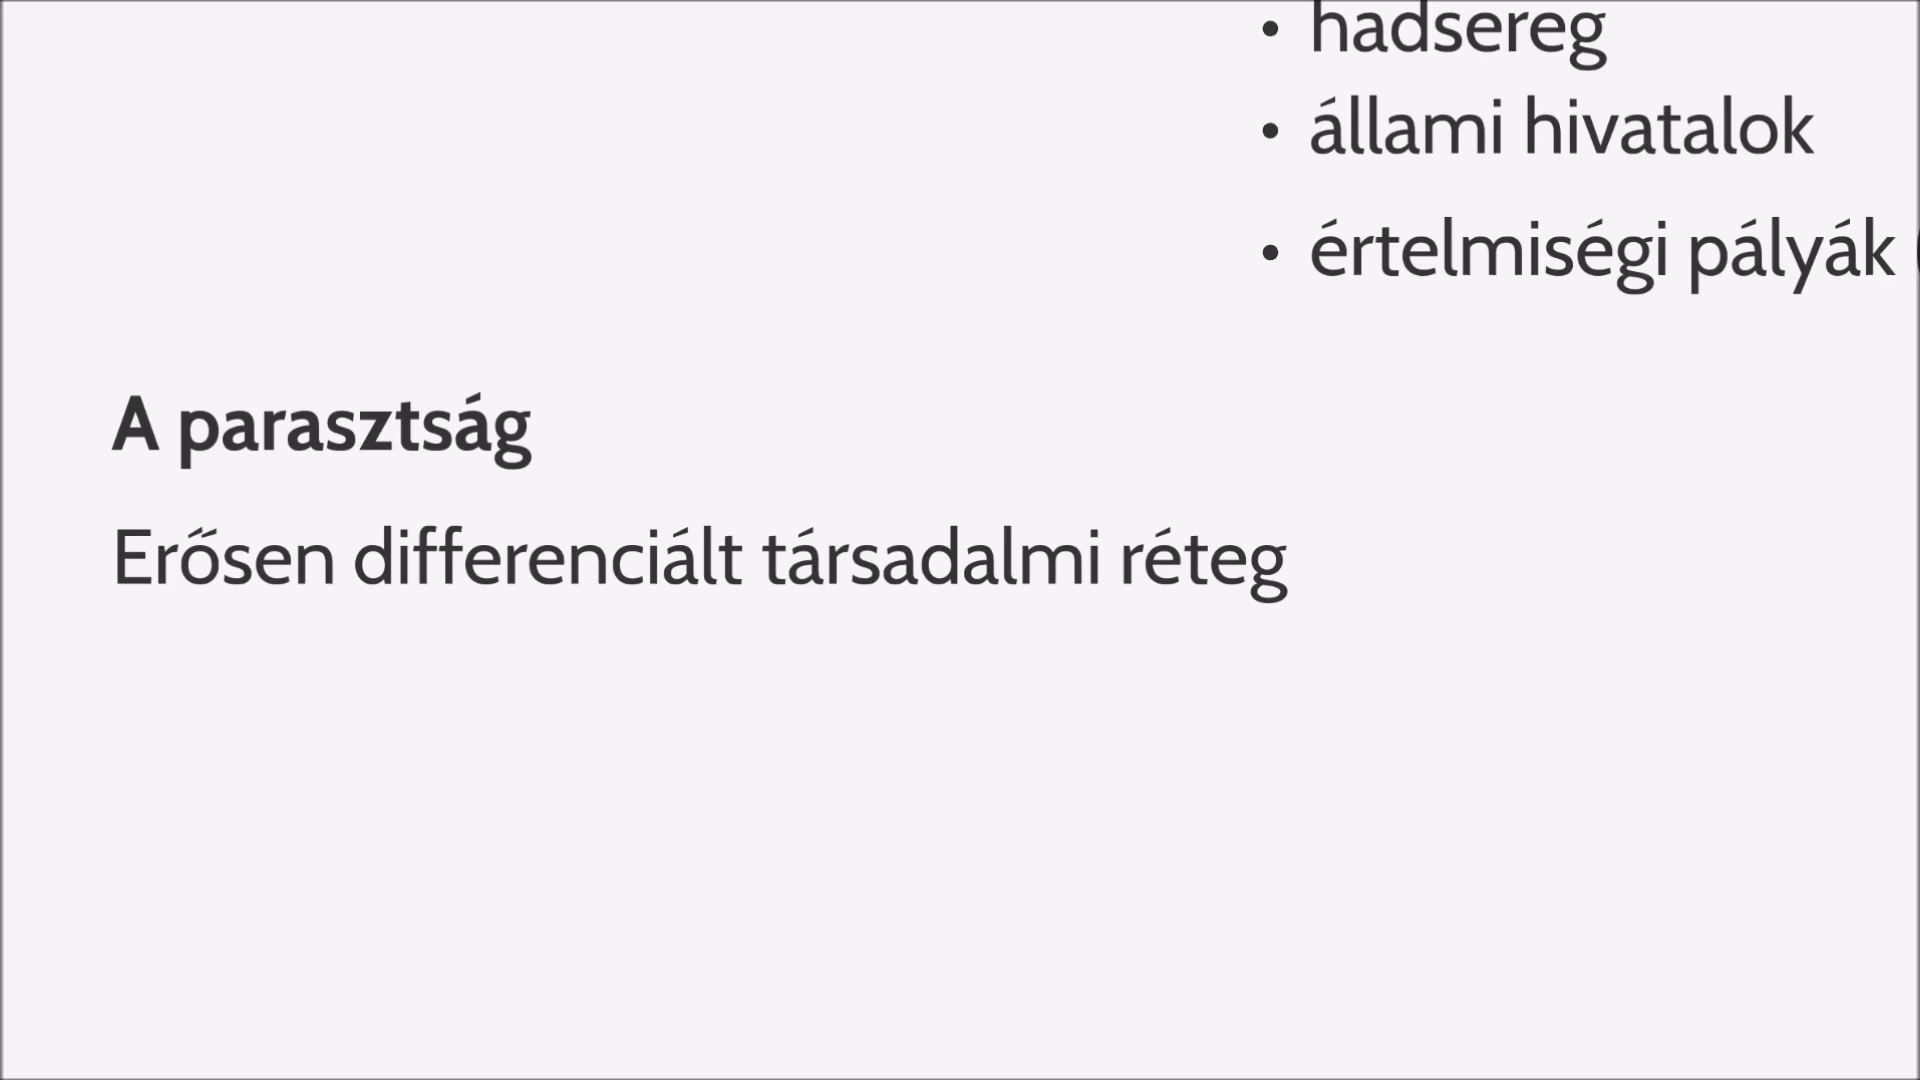 • hadsereg
• állami hivatalok
• értelmiségi pályák
A parasztság
Erősen differenciált társadalmi réteg